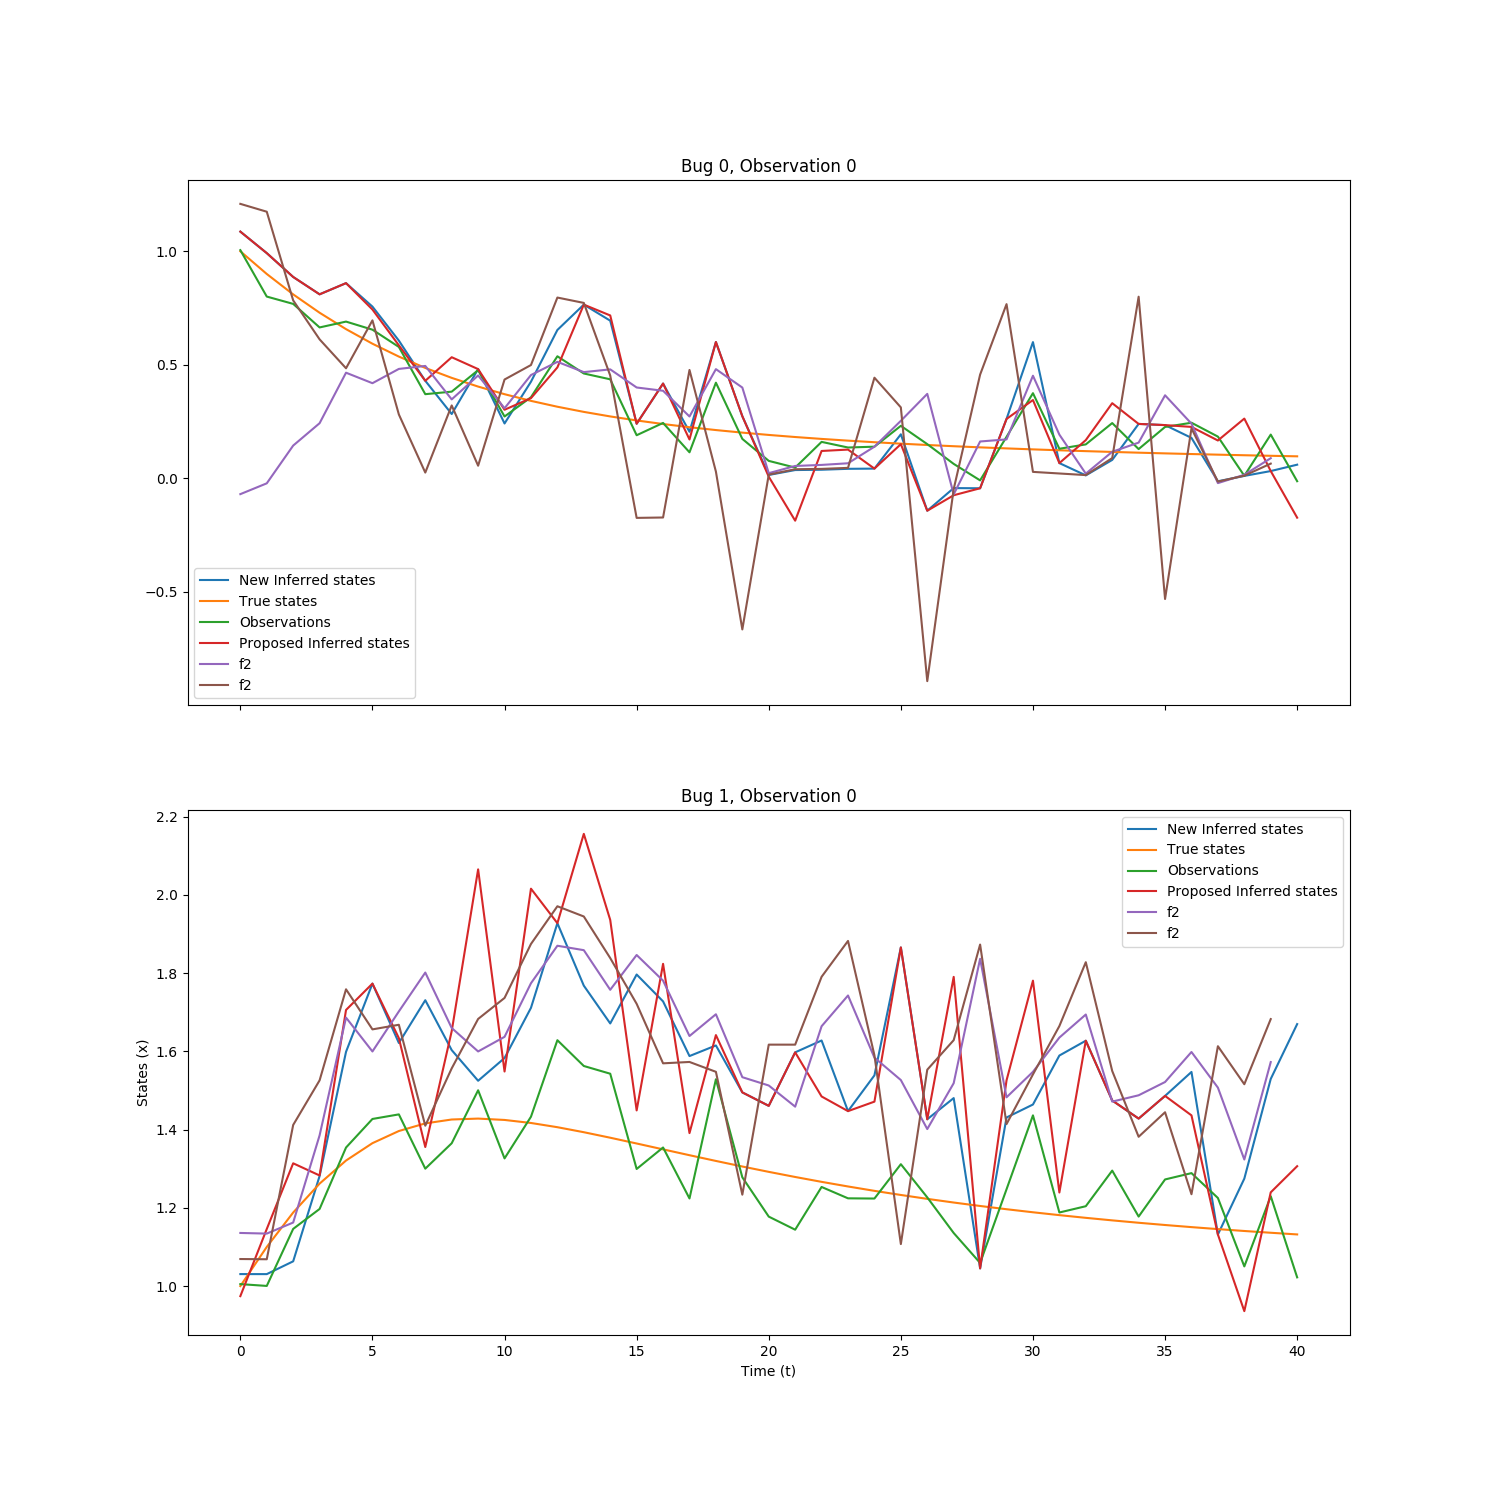 Bug 0, Observation 0
1.0
0.5
0.0
−0.5
New Inferred states
True states
Observations
Proposed Inferred states
f2
f2
Bug 1, Observation 0
States (x)
2.2
2.0
1.8
1.6
1.4
1.2
1.0
New Inferred states
True states
Observations
Proposed Inferred states
f2
f2
0 5 10 15 20 25 30 35 40
Time (t)